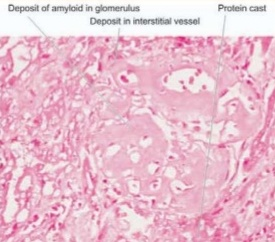 Deposit of amyloid in glomerulus
Protein cast
Deposit in interstitial vessel